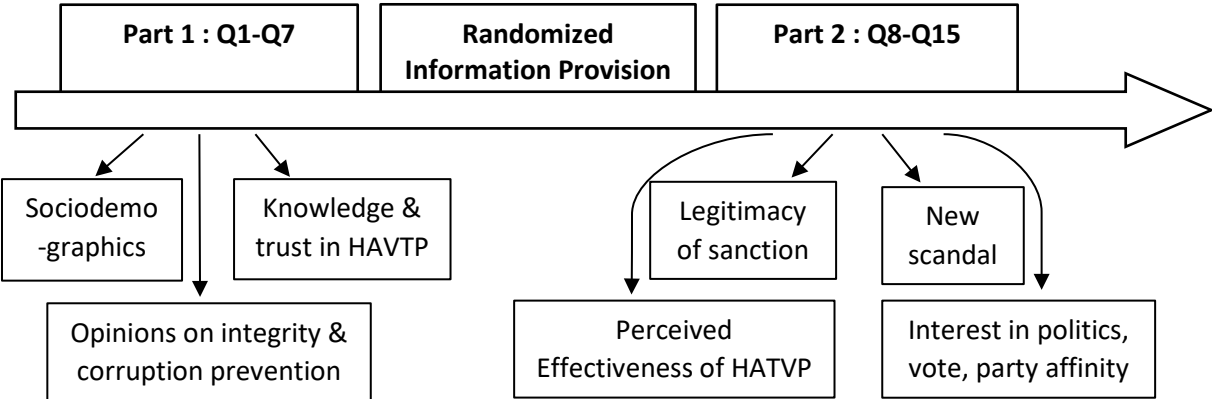 Part 1 : Q1-Q7
Randomized
Information Provision
Part 2 : Q8-Q15
Sociodemo
-graphics
Knowledge &
trust in HAVTP
Legitimacy
of sanction
New
scandal
Opinions on integrity &
corruption prevention
Perceived
Effectiveness of HATVP
Interest in politics,
vote, party affinity